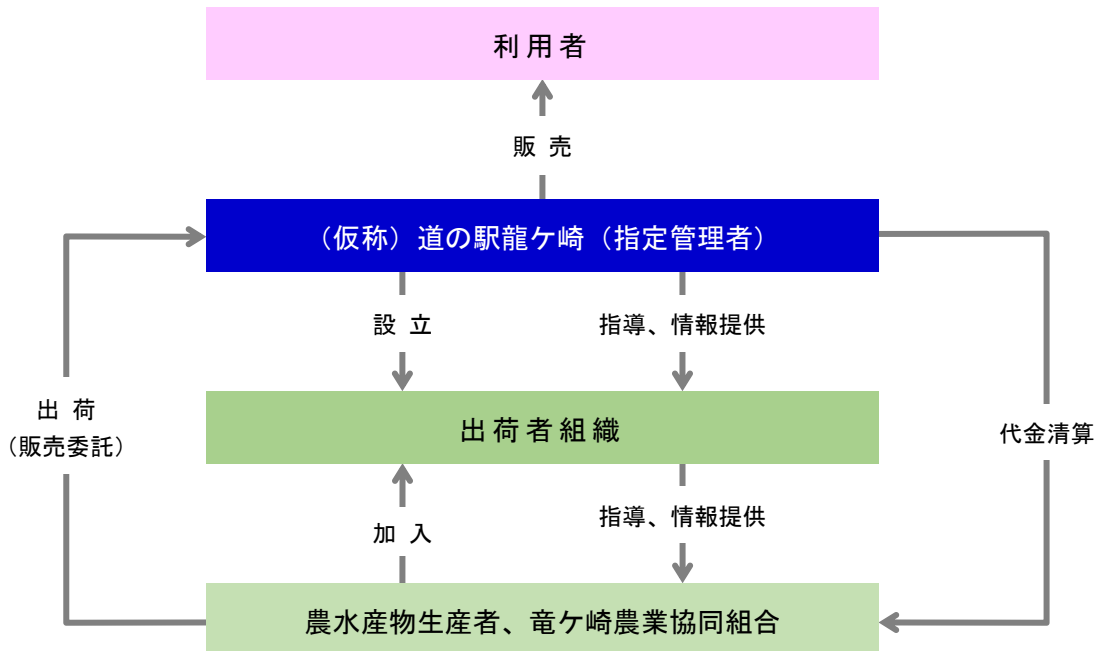 利用者
販 売
（仮称）道の駅龍ケ崎（指定管理者）
設 立
指導、情報提供
出 荷
（販売委託）
出荷者組織
代金清算
加 入
指導、情報提供
農水産物生産者、竜ケ崎農業協同組合